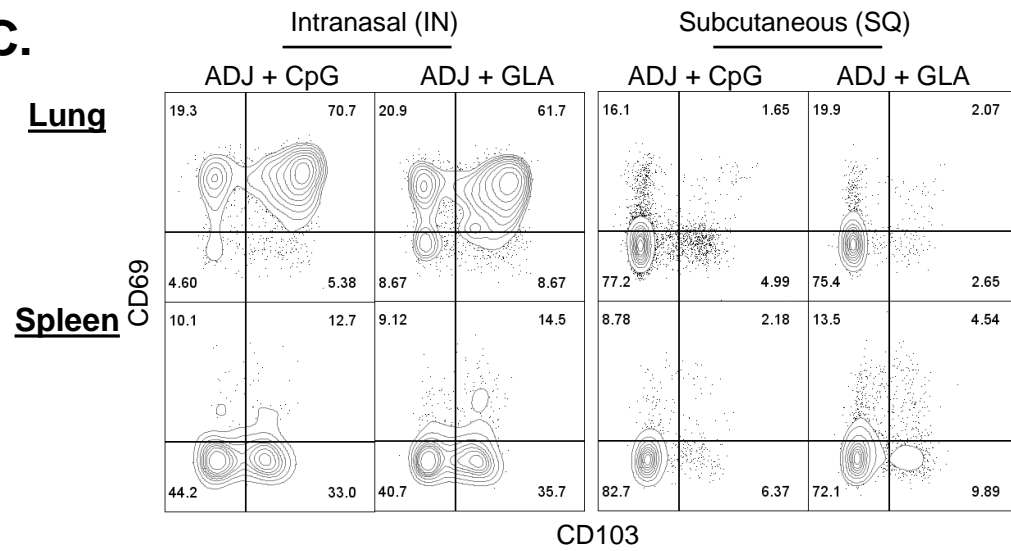 C.
Intranasal (IN)
Subcutaneous (SQ)
ADJ + CpG
ADJ + GLA
ADJ + CpG
ADJ + GLA
Lung
19.3 70.7 20.9 61.7 16.1 1.65 19.9 2.07
4.60 5.38 8.67 8.67 77.2 4.99 75.4 2.65
CD69
Spleen
10.1 12.7 9.12 14.5 8.78 2.18 13.5 4.54
44.2 33.0 40.7 35.7 82.7 6.37 72.1 9.89
CD103